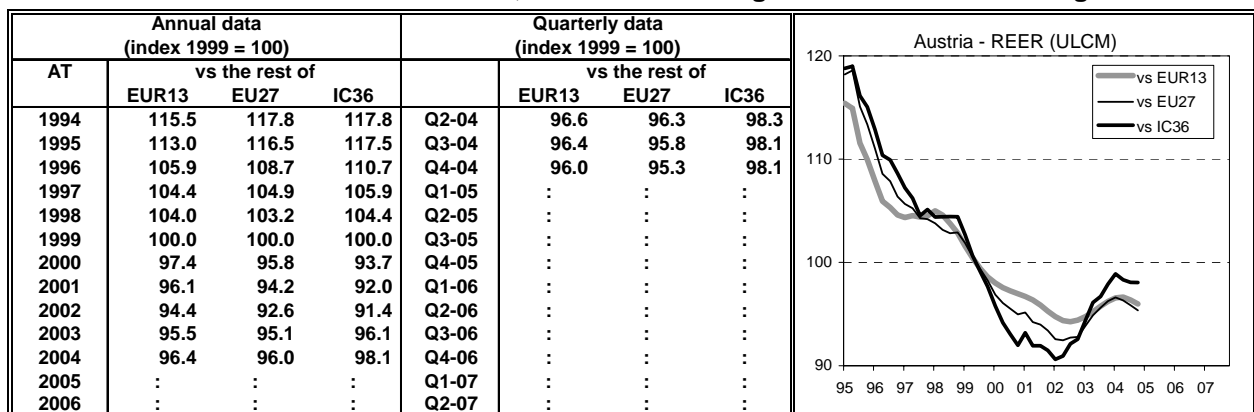 Annual data Quarterly data
(index 1999 = 100) (index 1999 = 100)
AT vs the rest of vs the rest of
EUR13 EU27 IC36 EUR13 EU27 IC36
1994 115.5 117.8 117.8 Q2-04 96.6 96.3 98.3
1995 113.0 116.5 117.5 Q3-04 96.4 95.8 98.1
1996 105.9 108.7 110.7 Q4-04 96.0 95.3 98.1
1997 104.4 104.9 105.9 Q1-05 : : :
1998 104.0 103.2 104.4 Q2-05 : : :
1999 100.0 100.0 100.0 Q3-05 : : :
2000 97.4 95.8 93.7 Q4-05 : : :
2001 96.1 94.2 92.0 Q1-06 : : :
2002 94.4 92.6 91.4 Q2-06 : : :
2003 95.5 95.1 96.1 Q3-06 : : :
2004 96.4 96.0 98.1 Q4-06 : : :
2005 : : : Q1-07 : : :
2006 : : : Q2-07 : : :
Austria - REER (ULCM)
120
vs EUR13
vs EU27
vs IC36
110
100
90
95 96 97 98 99 00 01 02 03 04 05 06 07